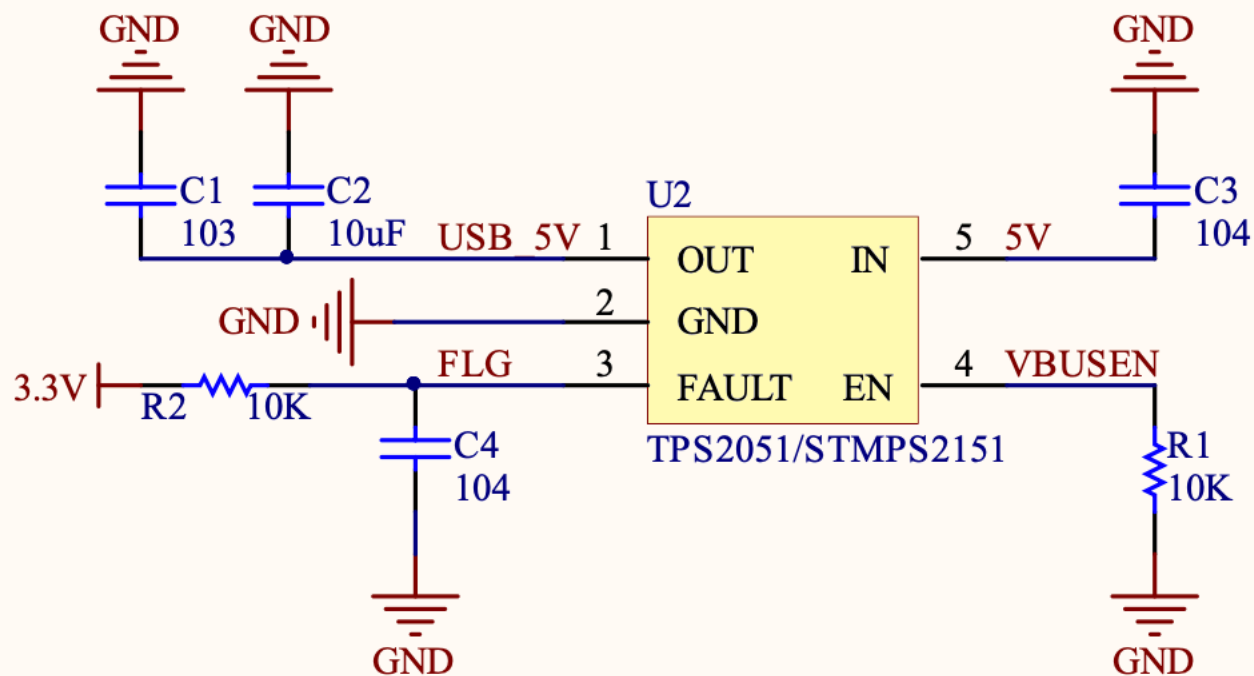 GND
GND
GND
C1
103
C2
10uF
C3
104
U2
USB_5V
1
OUT
IN
5
5V
GND
2
GND
3.3V
R2
10K
FLG
3
FAULT
EN
4
VBUSEN
C4
104
TPS2051/STMPS2151
R1
10K
GND
GND